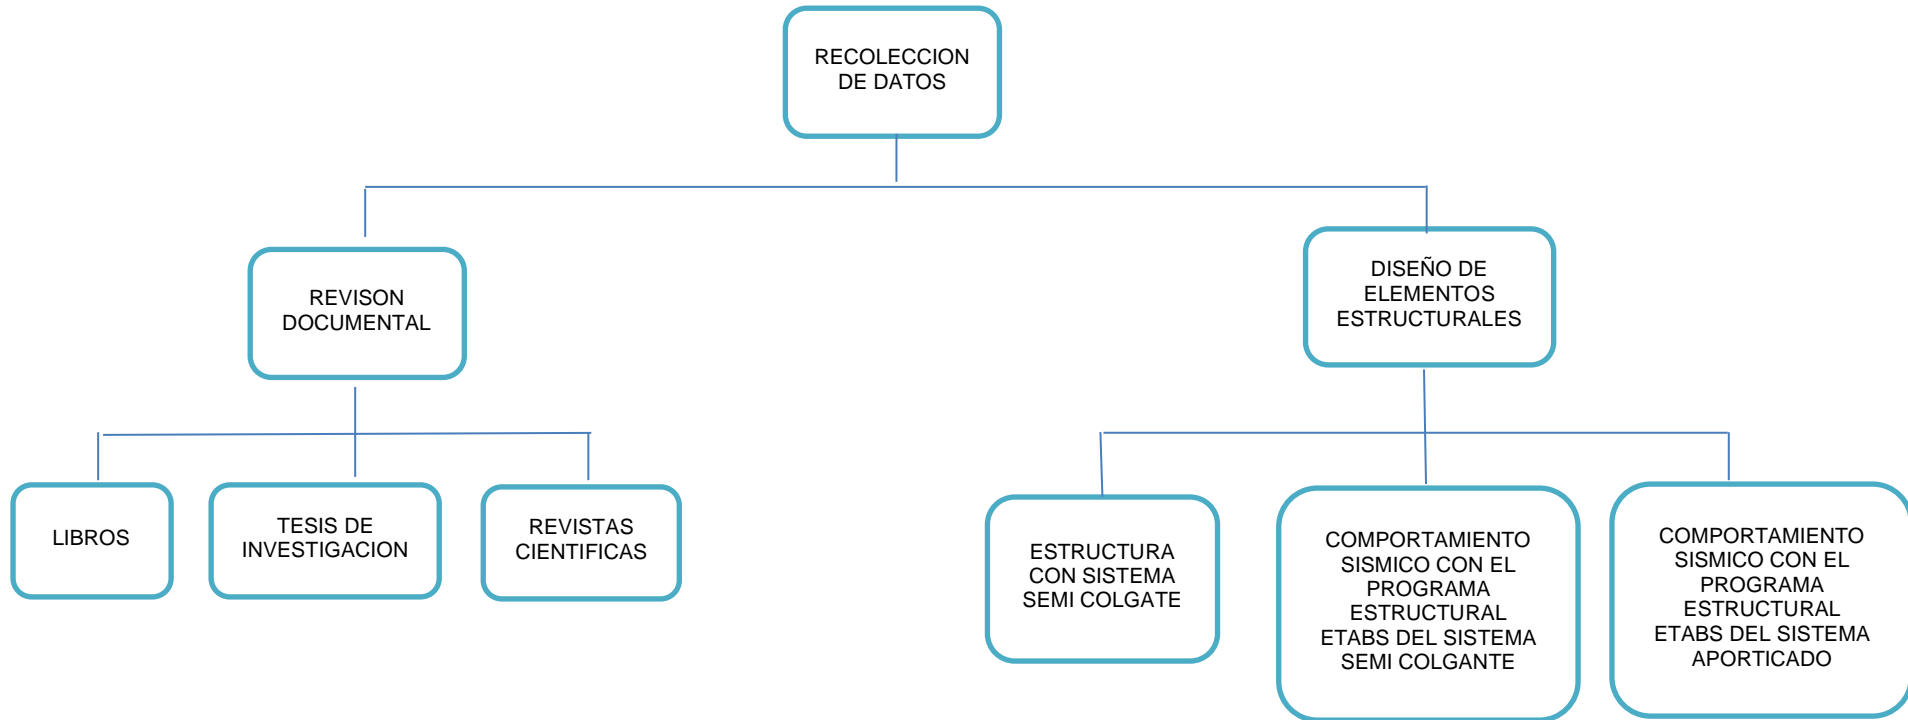 RECOLECCION
DE DATOS
REVISON
DOCUMENTAL
DISEÑO DE
ELEMENTOS
ESTRUCTURALES
LIBROS
TESIS DE
INVESTIGACION
REVISTAS
CIENTIFICAS
ESTRUCTURA
CON SISTEMA
SEMI COLGATE
COMPORTAMIENTO
SISMICO CON EL
PROGRAMA
ESTRUCTURAL
ETABS DEL SISTEMA
SEMI COLGANTE
COMPORTAMIENTO
SISMICO CON EL
PROGRAMA
ESTRUCTURAL
ETABS DEL SISTEMA
APORTICADO